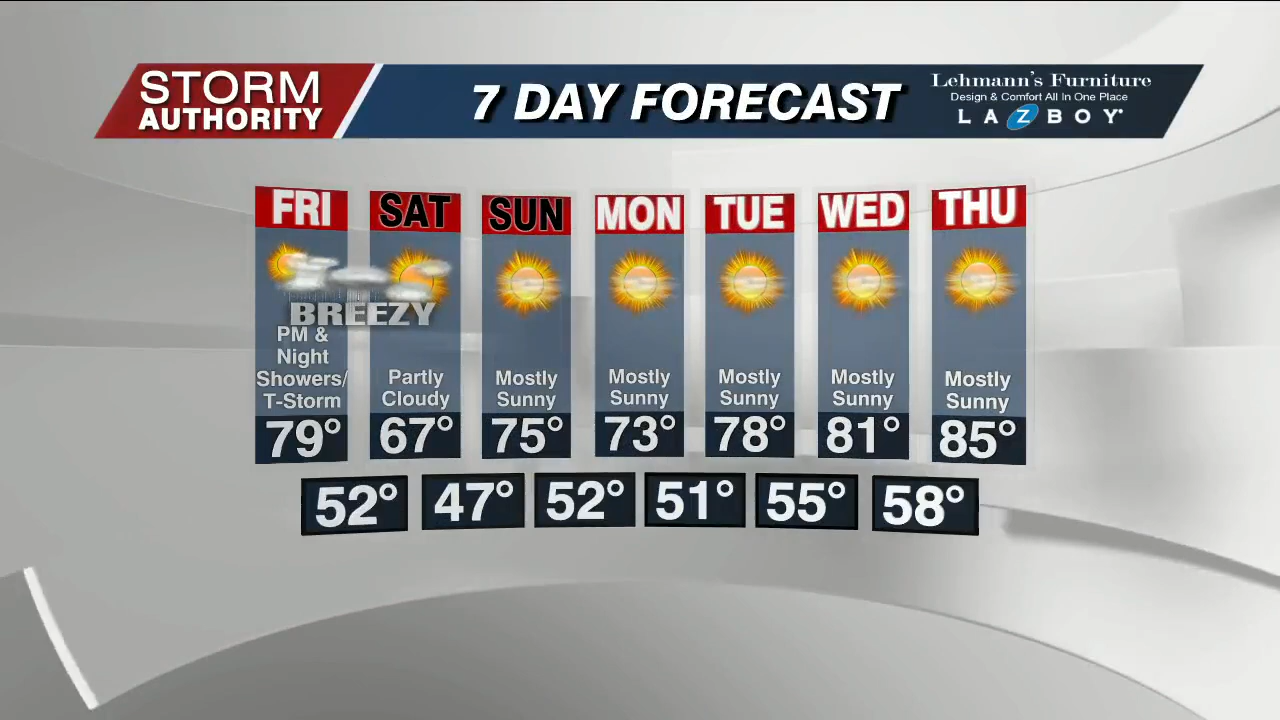 STORM
AUTHORITY
7 DAY FORECAST
Lehmann's Furniture
Design & Comfort All In One Place
LAZBOY®
FRI
SAT
SUN
MON
TUE
WED
THU
BREEZY
PM &
Night
Showers/
T-Storm
Partly
Cloudy
Mostly
Sunny
Mostly
Sunny
Mostly
Sunny
Mostly
Sunny
Mostly
Sunny
79°
67°
75°
73°
78°
81°
85°
52°
47°
52°
51°
55°
58°